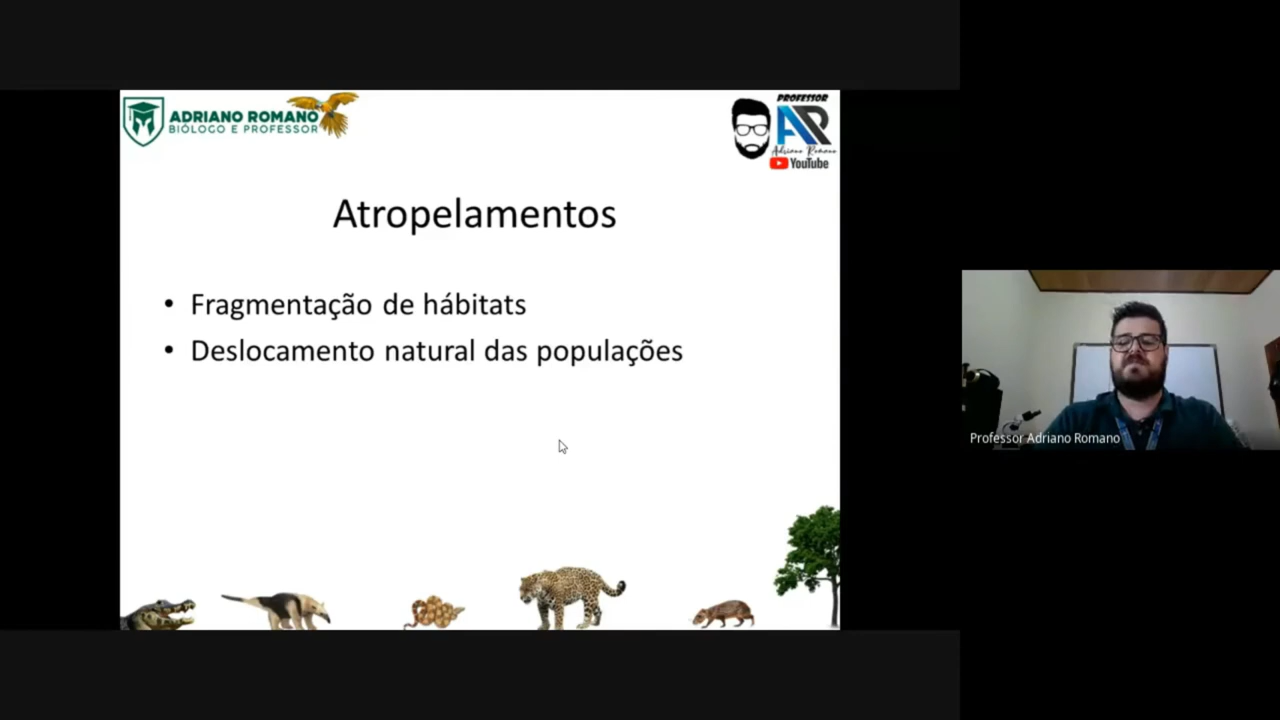 ADRIANO ROMANO
BIÓLOGO E PROFESSOR
PROFESSOR
AR
Adriano Romano
YouTube
Atropelamentos
• Fragmentação de hábitats
• Deslocamento natural das populações
Professor Adriano Romano